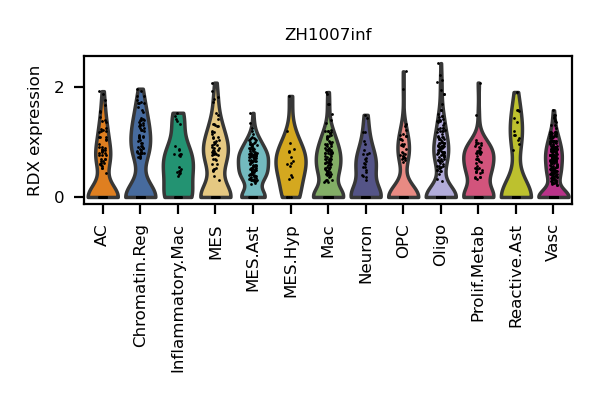 ZH1007inf
RDX expression
2
0
AC
Chromatin.Reg
Inflammatory.Mac
MES
MES.Ast
MES.Hyp
Mac
Neuron
OPC
Oligo
Prolif.Metab
Reactive.Ast
Vasc